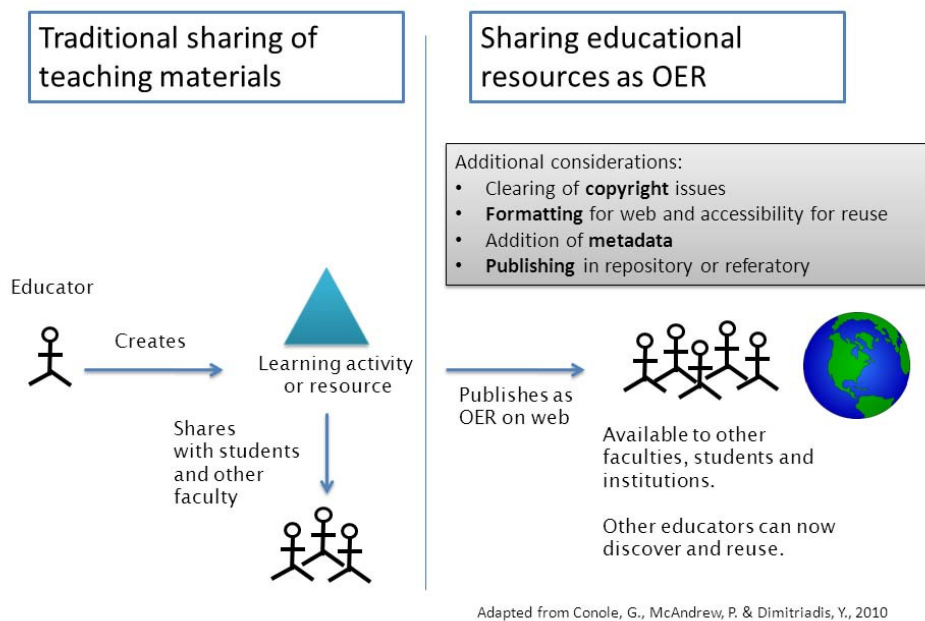 Traditional sharing of
teaching materials
Sharing educational
resources as OER
Additional considerations:
• Clearing of copyright issues
• Formatting for web and accessibility for reuse
• Addition of metadata
• Publishing in repository or referatory
Educator
Creates
Learning activity
or resource
Shares
with students
and other
faculty
Publishes as
OER on web
Available to other
faculties, students and
institutions.
Other educators can now
discover and reuse.
Adapted from Conole, G., McAndrew, P. & Dimitriadis, Y., 2010